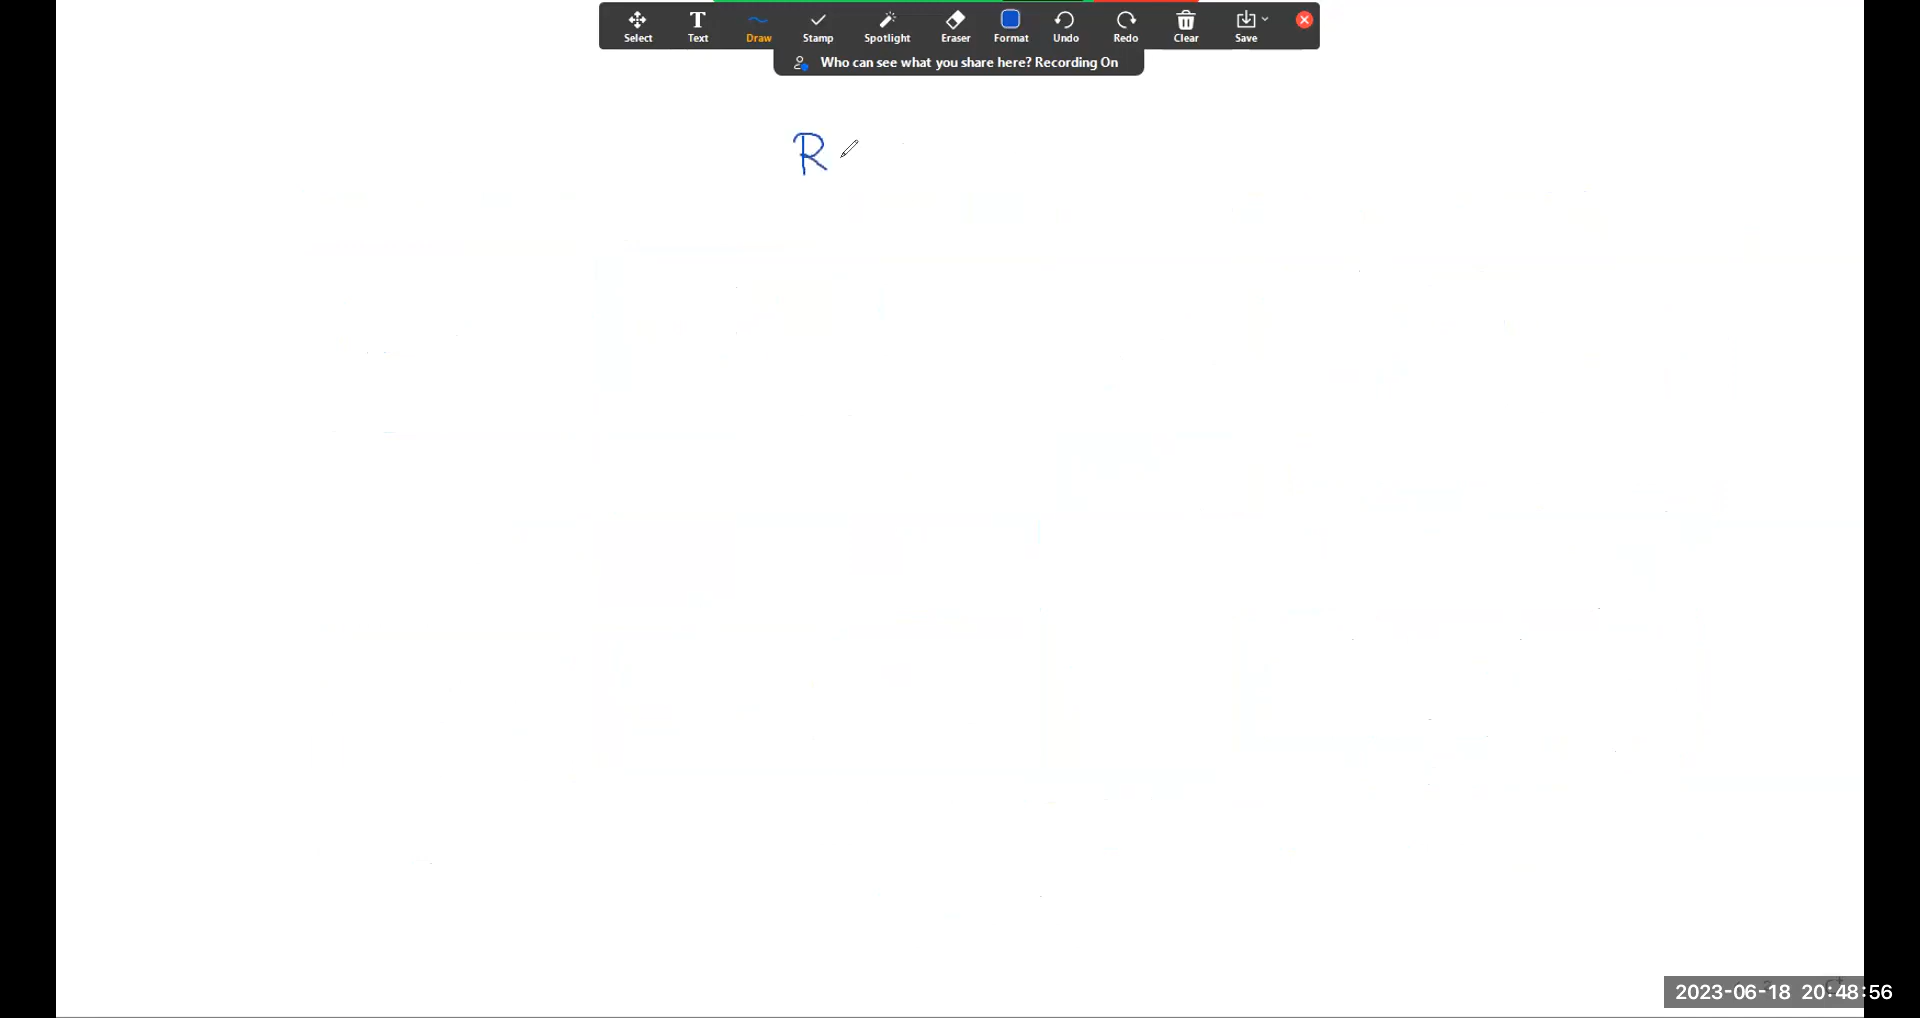 Select Text Draw Stamp Spotlight Eraser Format Undo Redo Clear Save
Who can see what you share here? Recording On
R
2023-06-18 20:48:56